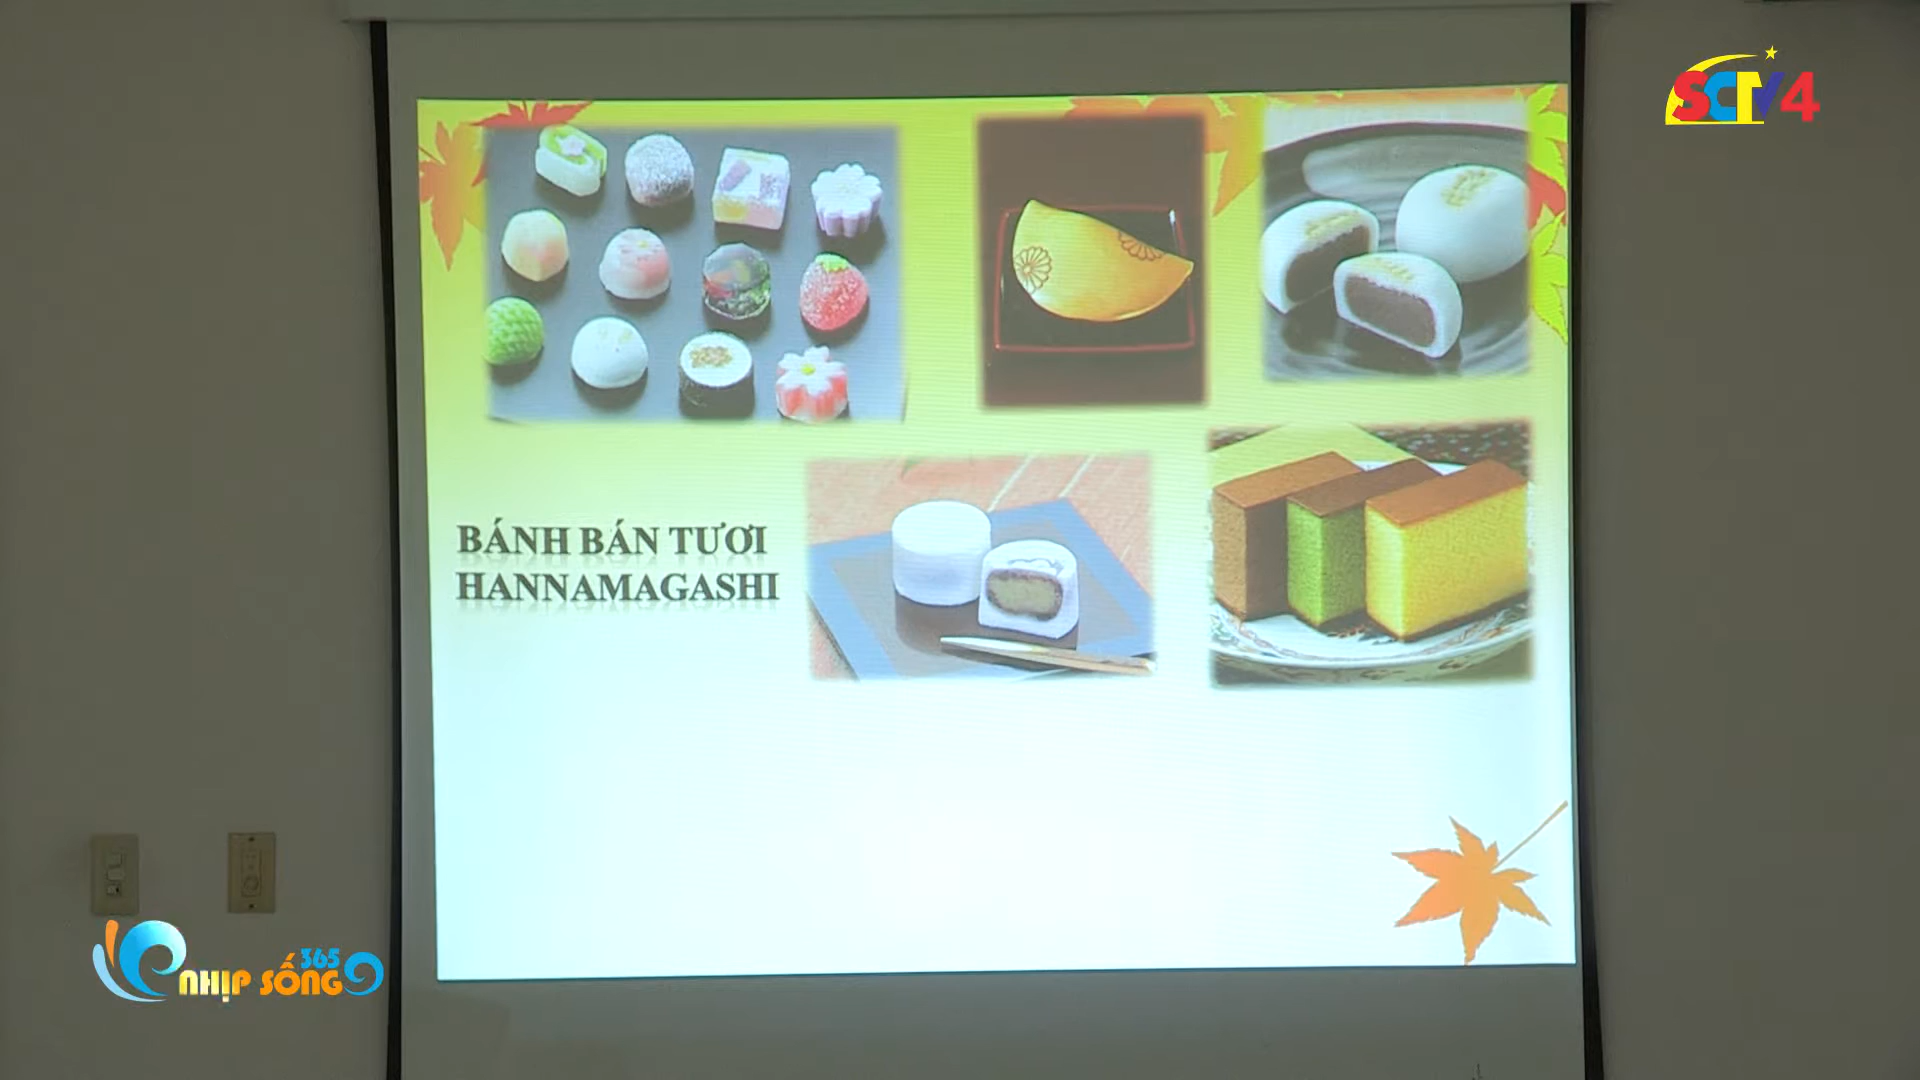 SCTV4
BÁNH BÁN TƯƠI
HANNAMAGASHI
365
NHỊP SỐNG